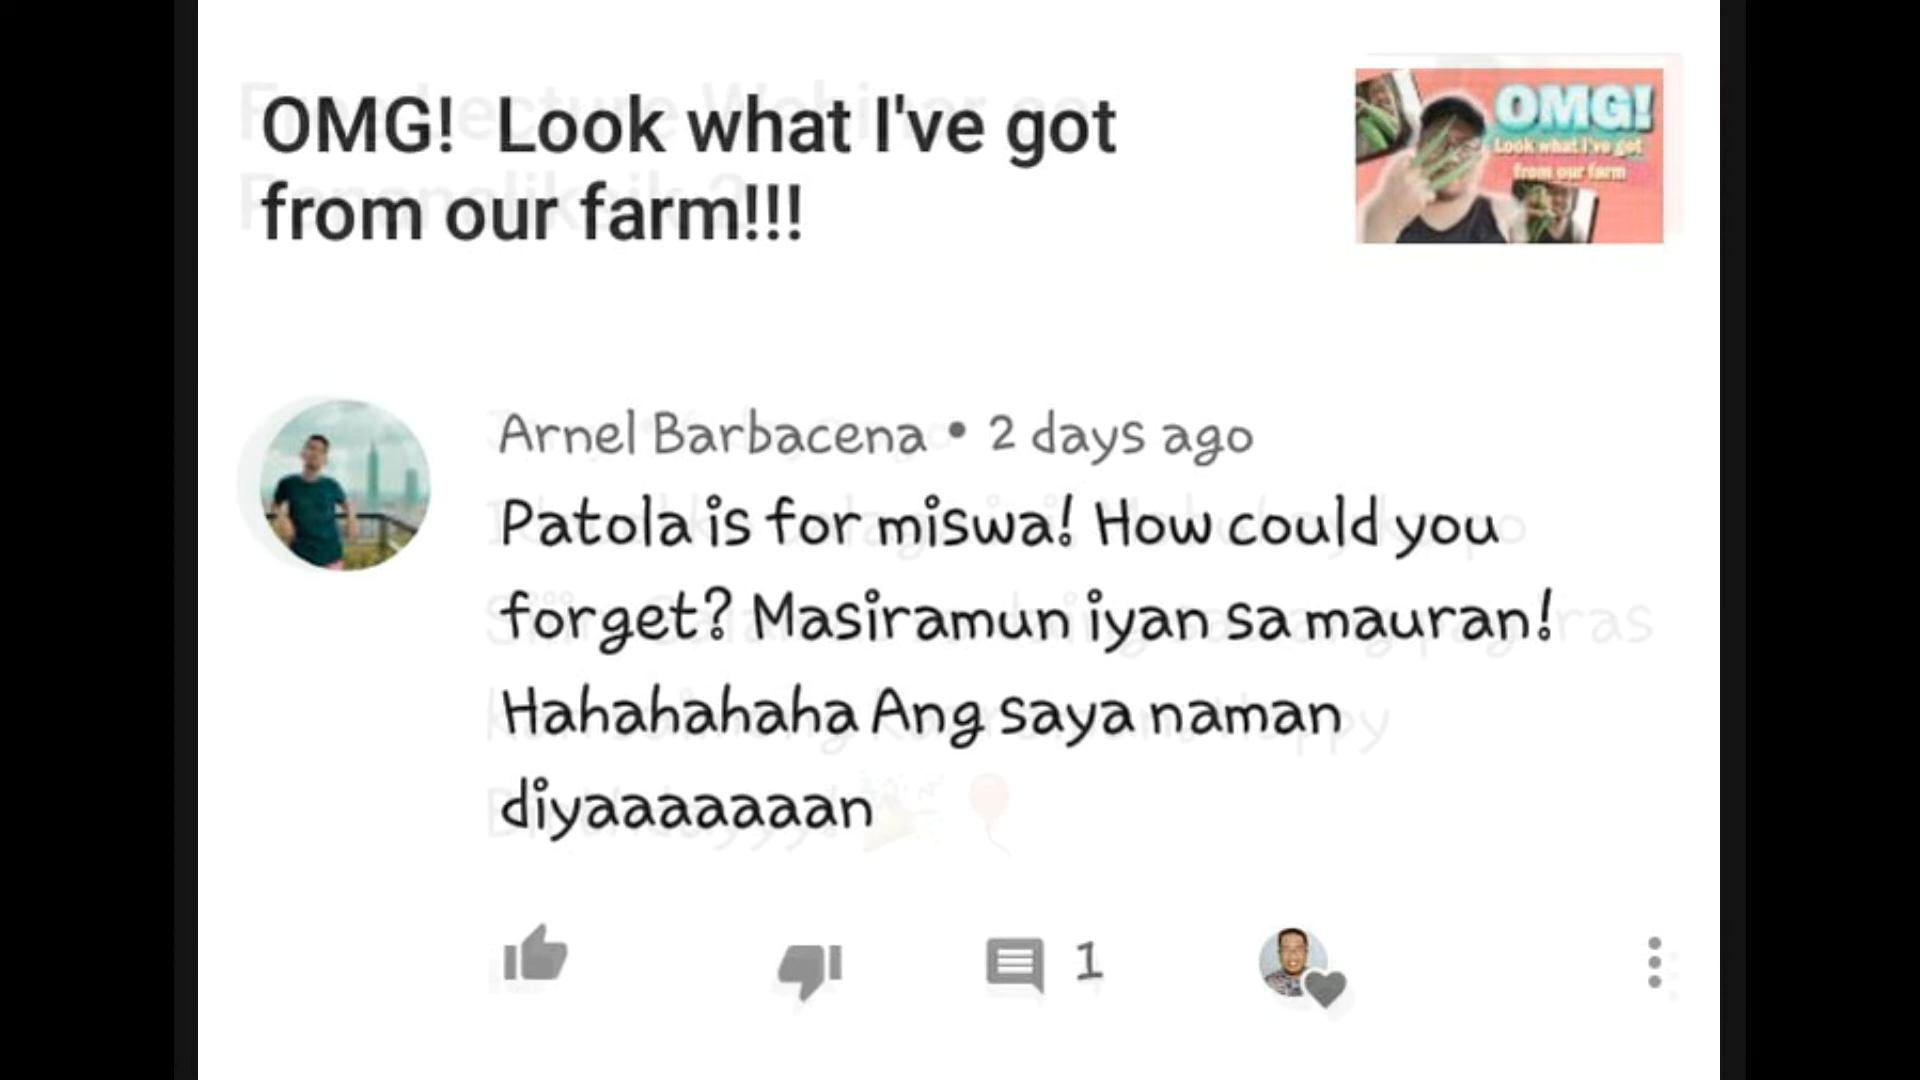 OMG!  Look what I've got
from our farm!!!
OMG!
Look what I've got
from our farm
Arnel Barbacena • 2 days ago
Patola is for miswa! How could you
forget? Masiramun iyan sa mauran!
Hahahahaha Ang saya naman
diyaaaaaaaan
1